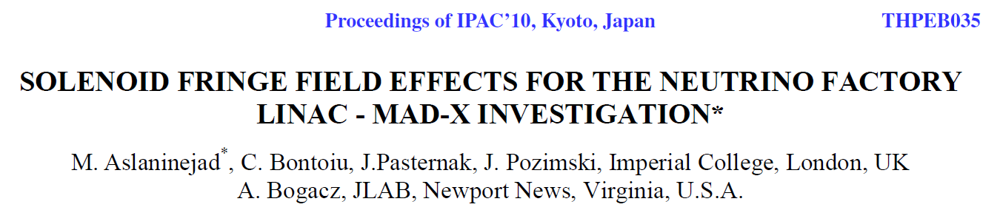 Proceedings of IPAC’10, Kyoto, Japan THPEB035
SOLENOID FRINGE FIELD EFFECTS FOR THE NEUTRINO FACTORY
LINAC - MAD-X INVESTIGATION*
M. Aslaninejad*, C. Bontoiu, J.Pasternak, J. Pozimski, Imperial College, London, UK
A. Bogacz, JLAB, Newport News, Virginia, U.S.A.